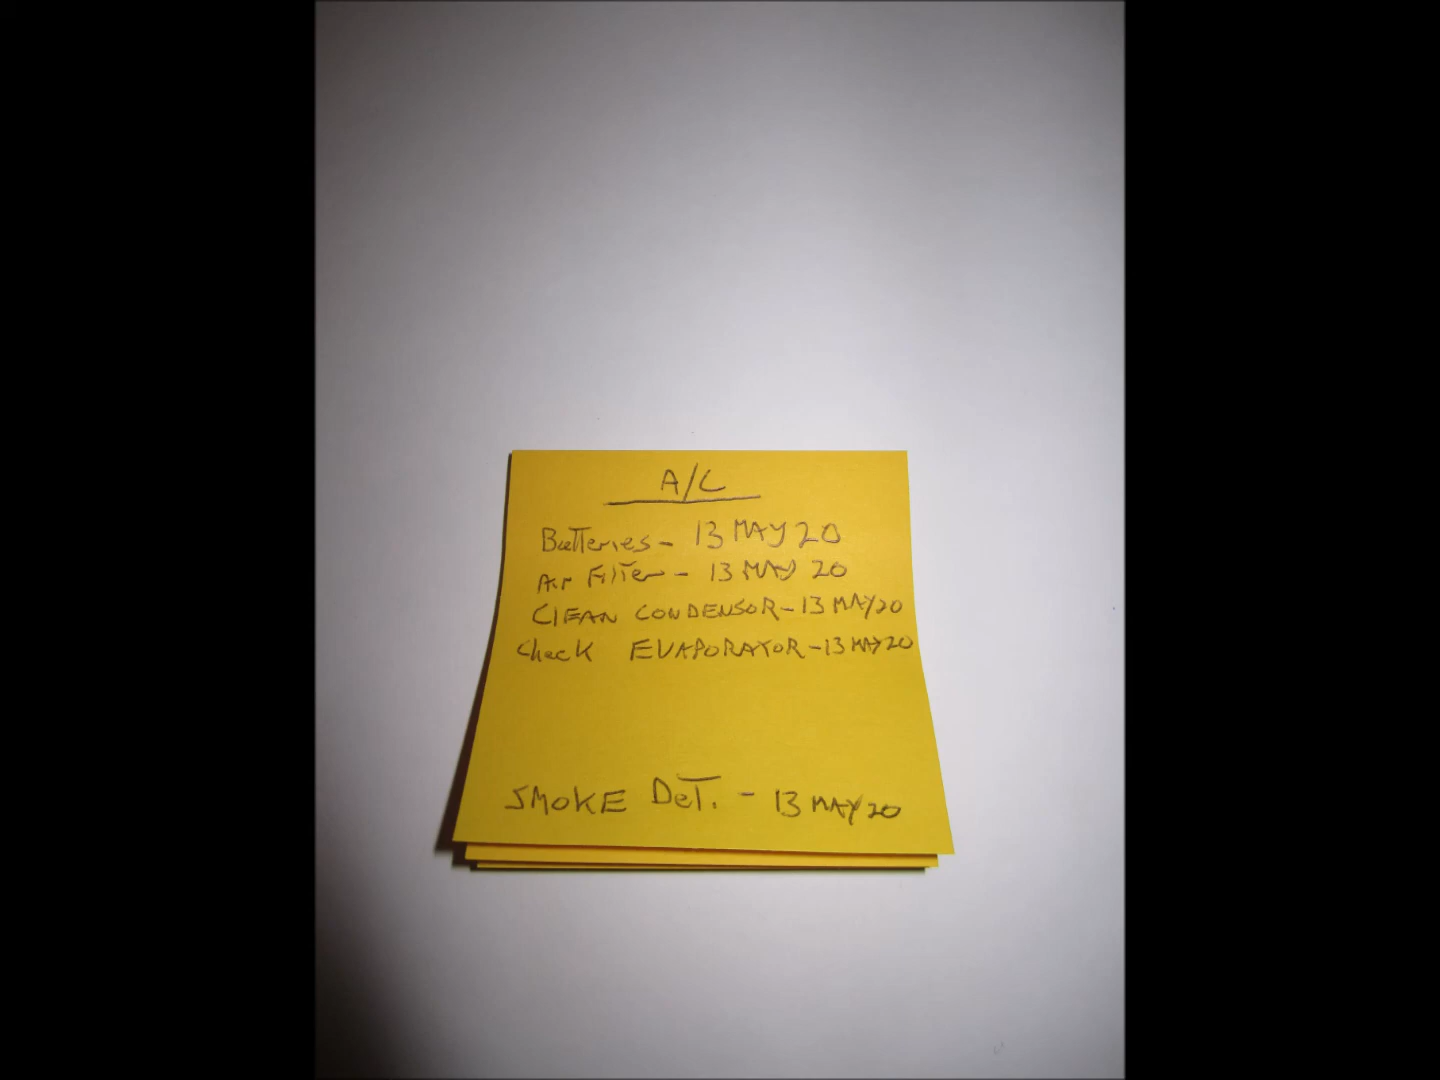 A/C
Batteries - 13 MAY 20
Air Filter - 13 MAY 20
Clean CONDENSOR - 13 MAY 20
Check EVAPORATOR - 13 MAY 20
SMOKE DeT. - 13 MAY 20